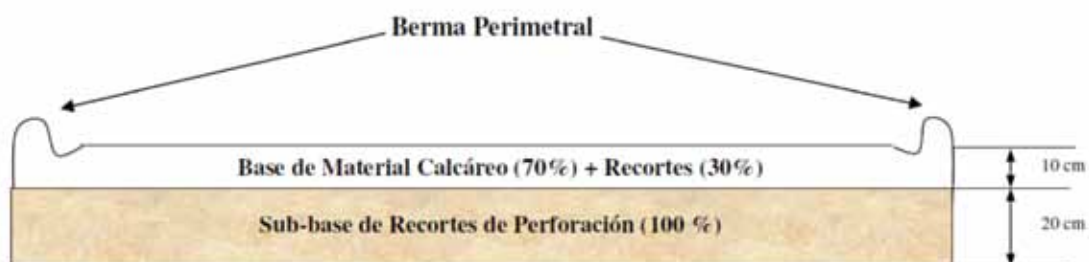 Berma Perimetral
Base de Material Calcáreo (70%) + Recortes (30%)
10 cm
Sub-base de Recortes de Perforación (100 %)
20 cm